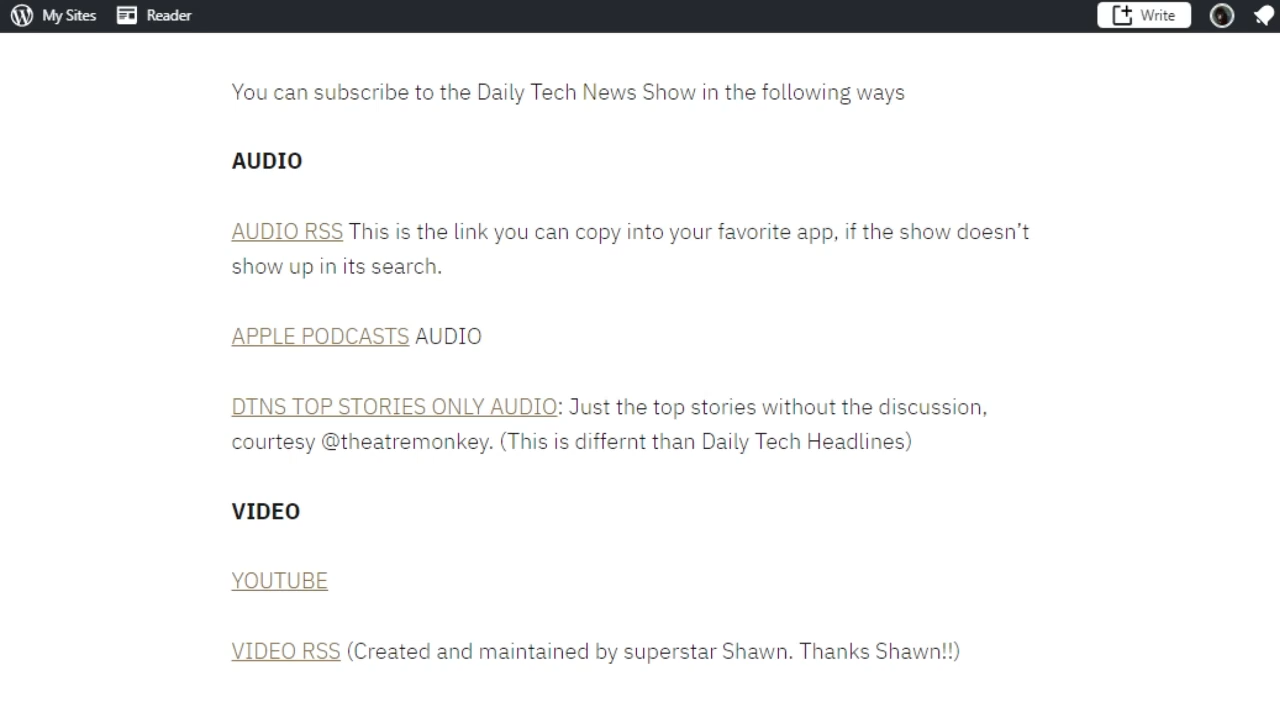 My Sites Reader Write
You can subscribe to the Daily Tech News Show in the following ways
AUDIO
AUDIO RSS This is the link you can copy into your favorite app, if the show doesn’t
show up in its search.
APPLE PODCASTS AUDIO
DTNS TOP STORIES ONLY AUDIO: Just the top stories without the discussion,
courtesy @theatremonkey. (This is differnt than Daily Tech Headlines)
VIDEO
YOUTUBE
VIDEO RSS (Created and maintained by superstar Shawn. Thanks Shawn!!)